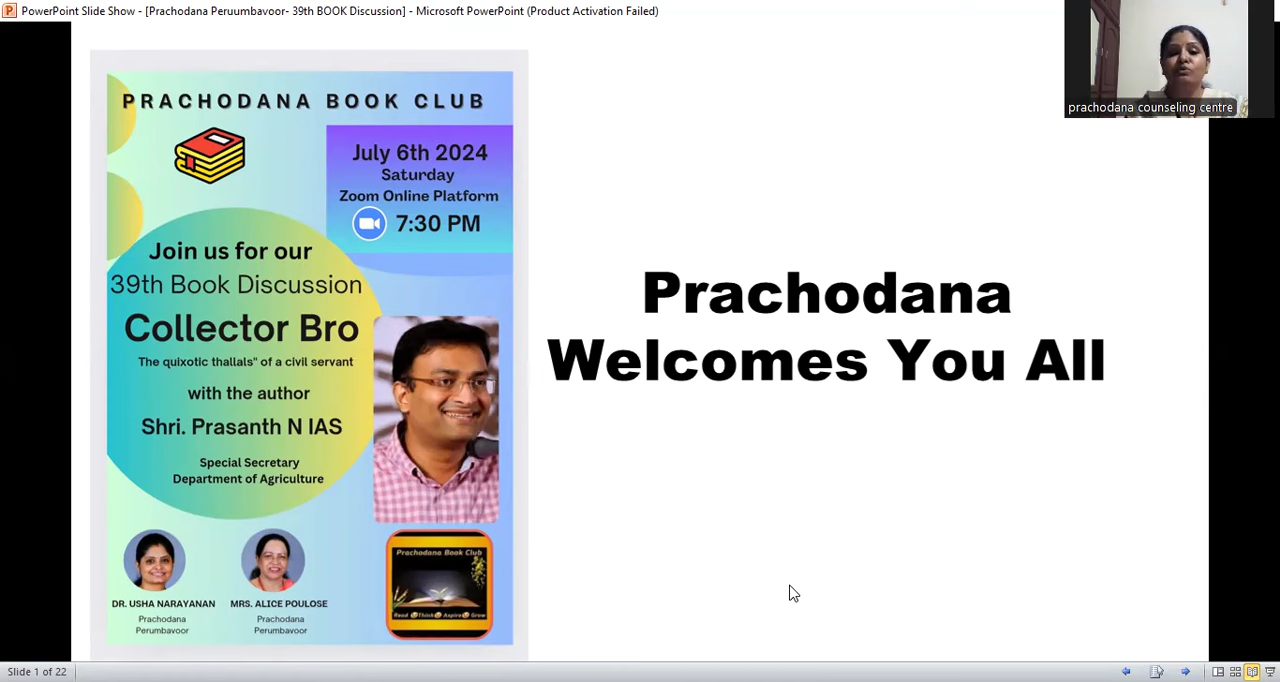 PowerPoint Slide Show - [Prachodana Peruumbavoor- 39th BOOK Discussion] - Microsoft PowerPoint (Product Activation Failed)
prachodana counseling centre
PRACHODANA BOOK CLUB
July 6th 2024
Saturday
Zoom Online Platform
7:30 PM
Join us for our
39th Book Discussion
Collector Bro
The quixotic thallals" of a civil servant
with the author
Shri. Prasanth N IAS
Special Secretary
Department of Agriculture
DR. USHA NARAYANAN
Prachodana
Perumbavoor
MRS. ALICE POULOSE
Prachodana
Perumbavoor
Prachodana Book Club
Read Think Aspire Grow
Prachodana
Welcomes You All
Slide 1 of 22